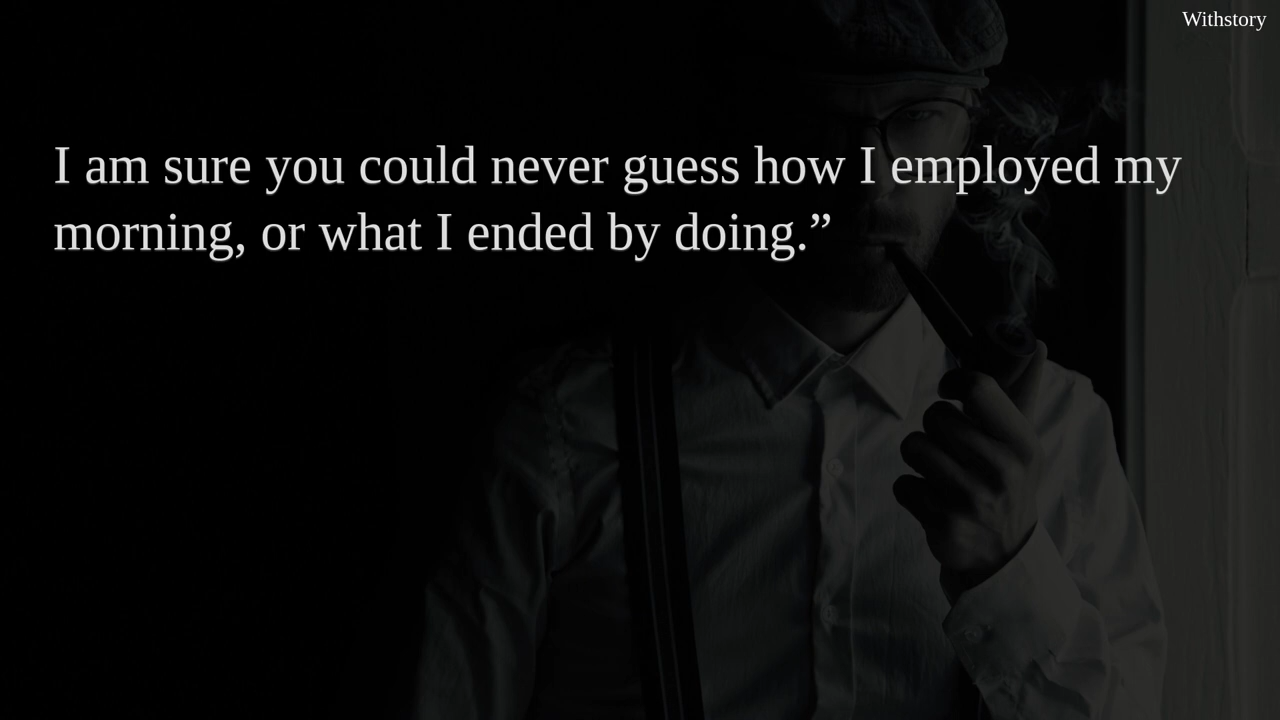 Withstory
I am sure you could never guess how I employed my
morning, or what I ended by doing.”